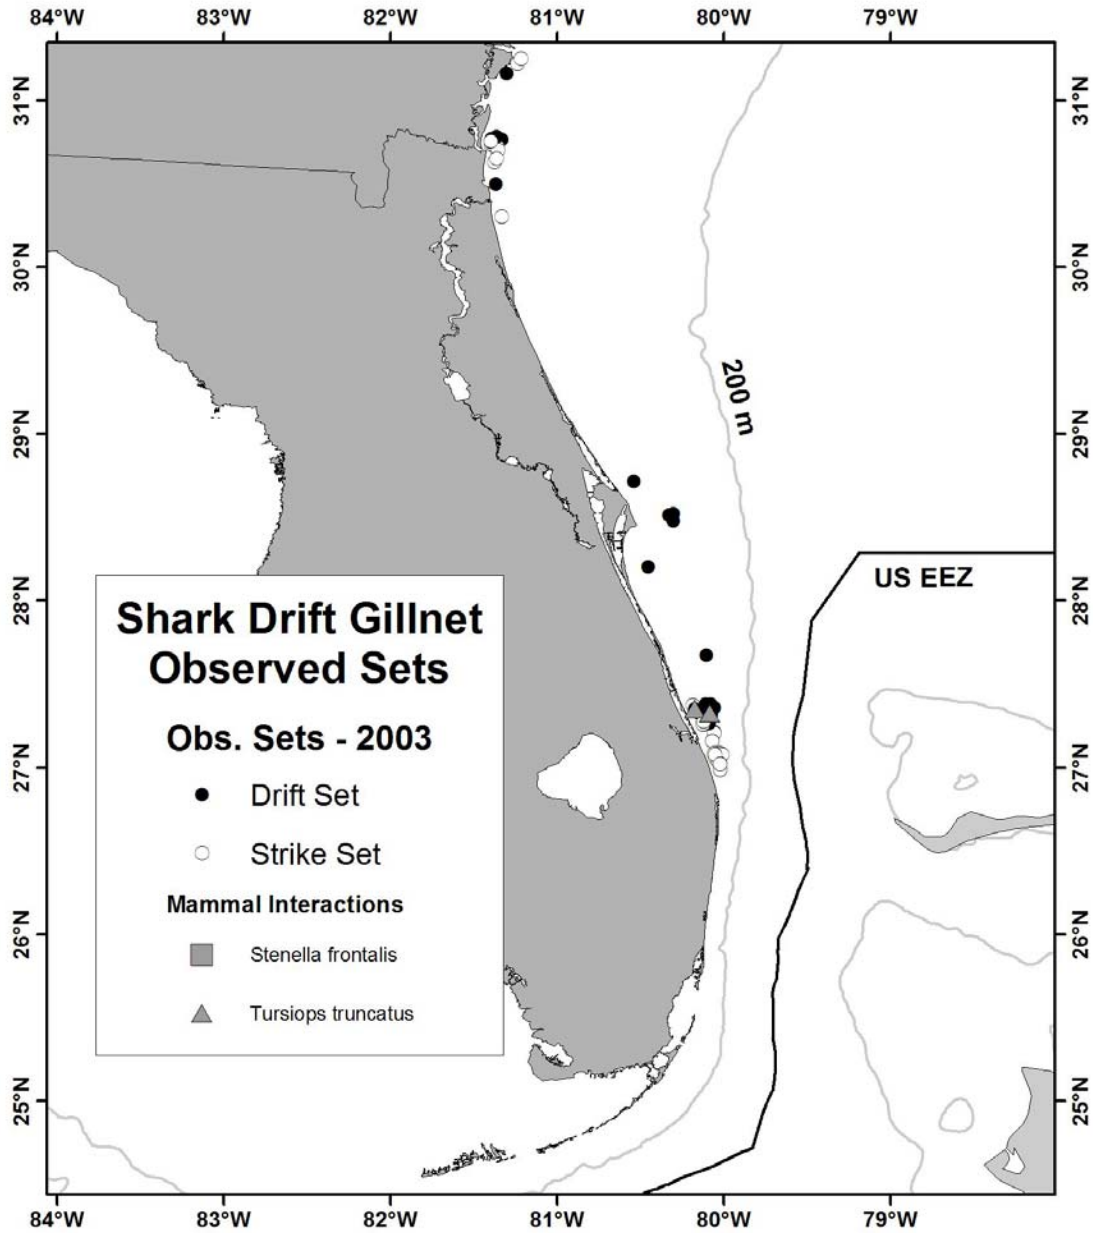 84°W 83°W 82°W 81°W 80°W 79°W
31°N 31°N
30°N 30°N
200 m
29°N 29°N
US EEZ
28°N 28°N
Shark Drift Gillnet
Observed Sets
Obs. Sets - 2003
27°N 27°N
Drift Set
Strike Set
Mammal Interactions
26°N 26°N
Stenella frontalis
Tursiops truncatus
25°N 25°N
84°W 83°W 82°W 81°W 80°W 79°W